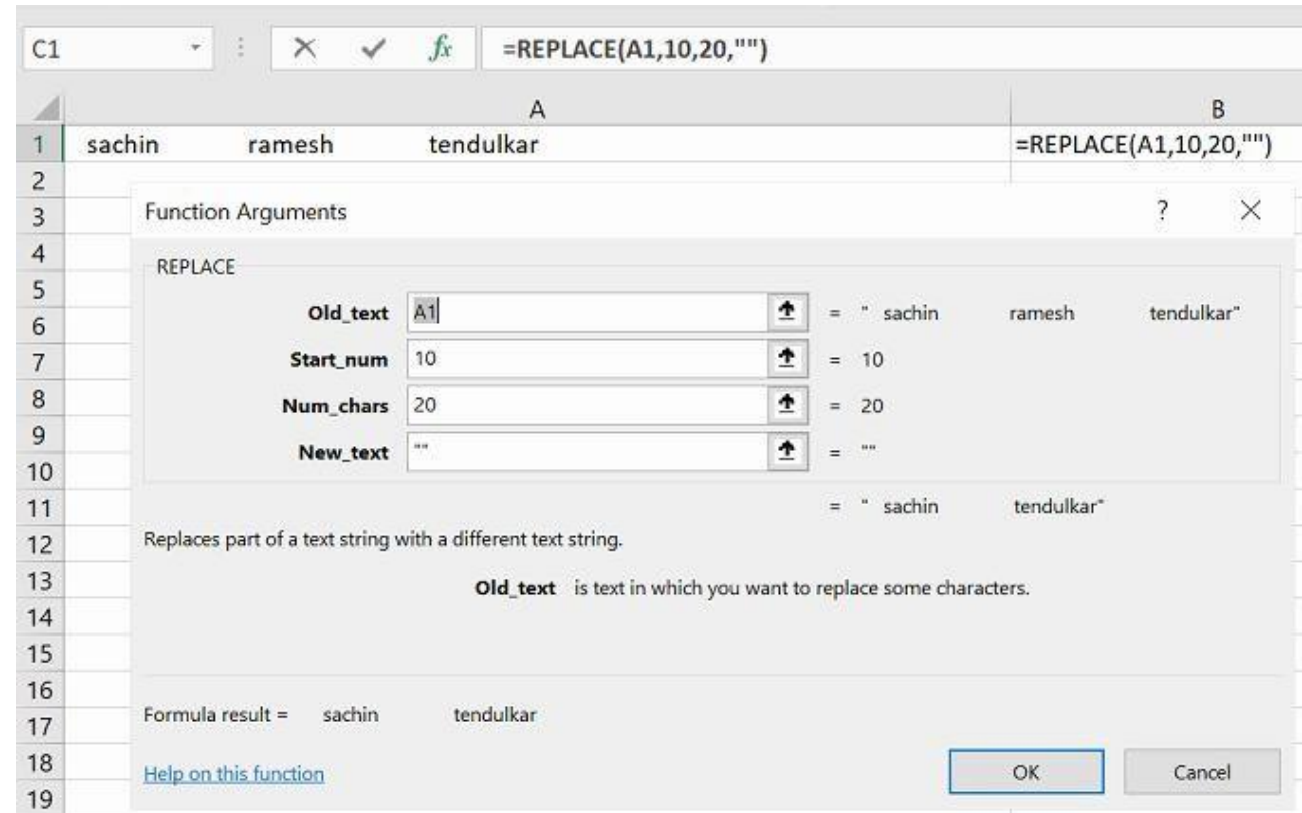 C1 =REPLACE(A1,10,20,"")
A B
1 sachin ramesh tendulkar =REPLACE(A1,10,20,"")
2
3 Function Arguments ?
4
REPLACE
5
6 Old_text A1 = " sachin ramesh tendulkar"
7 Start_num 10 = 10
8 Num_chars 20 = 20
9
10 New_text "" = ""
11 = " sachin tendulkar"
12 Replaces part of a text string with a different text string.
13 Old_text is text in which you want to replace some characters.
14
15
16
17 Formula result = sachin tendulkar
18 Help on this function OK Cancel
19